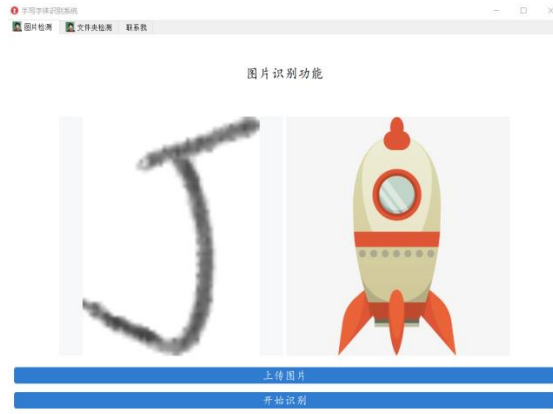 手写字体识别系统
图片检测 文件夹检测 联系我
图片识别功能
J
上传图片
开始识别